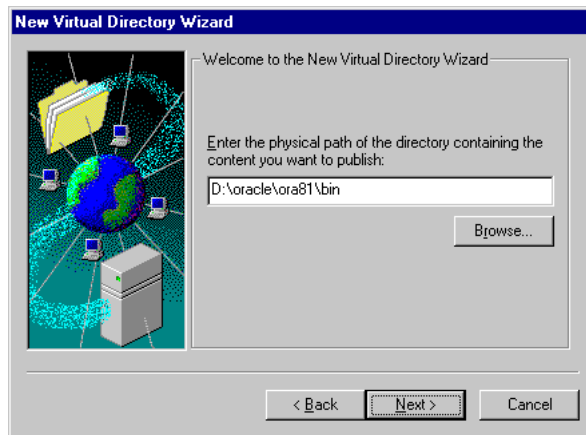 New Virtual Directory Wizard
Welcome to the New Virtual Directory Wizard
Enter the physical path of the directory containing the
content you want to publish:
D:\oracle\ora81\bin
Browse...
< Back
Next >
Cancel